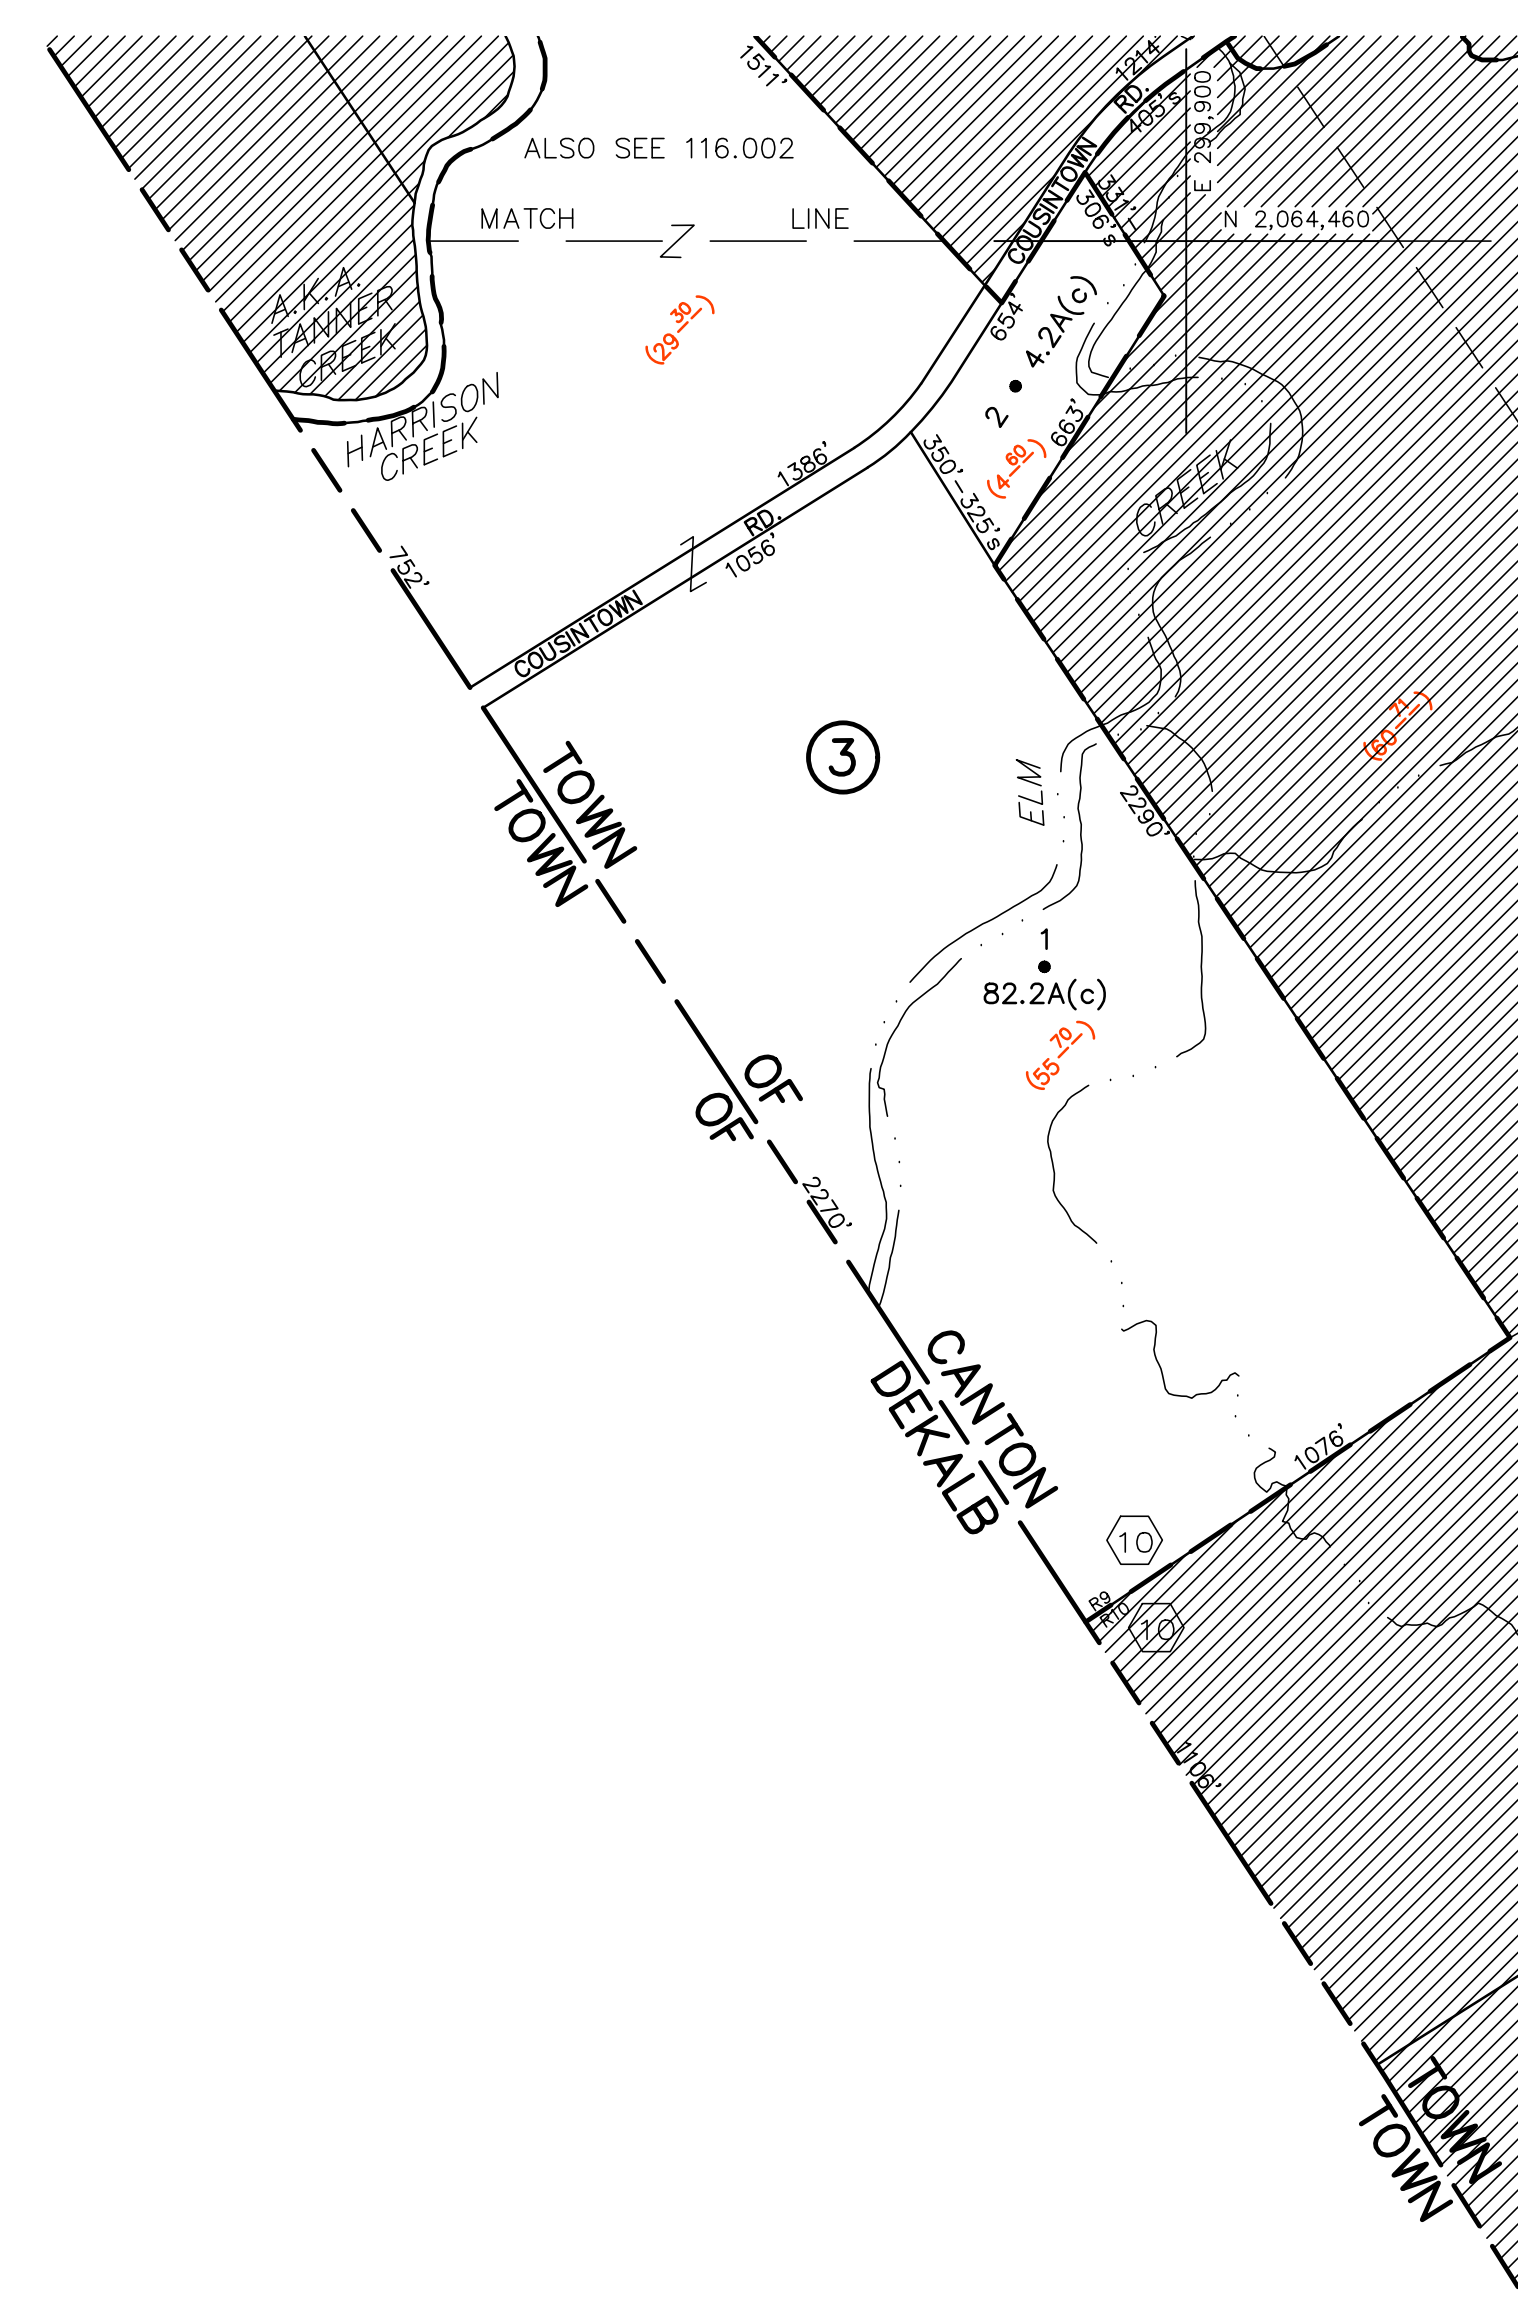 1511'
1214
RD.
405's
E 299,900
ALSO SEE 116.002
MATCH LINE
COUSINTOWN
331'
306's
N 2,064,460
A.K.A.
TANNER
CREEK
(29 30)
654'
4.2A(c)
2
HARRISON
CREEK
663'
(4 60)
350'-325's
1386'
CREEK
RD.
1056'
752'
COUSINTOWN
(60 71)
3
TOWN
TOWN
ELM
2290'
1
82.2A(c)
(55 70)
OF
OF
2270'
CANTON
DEKALB
1076'
10
R9
R10
10
1106'
TOWN
TOWN